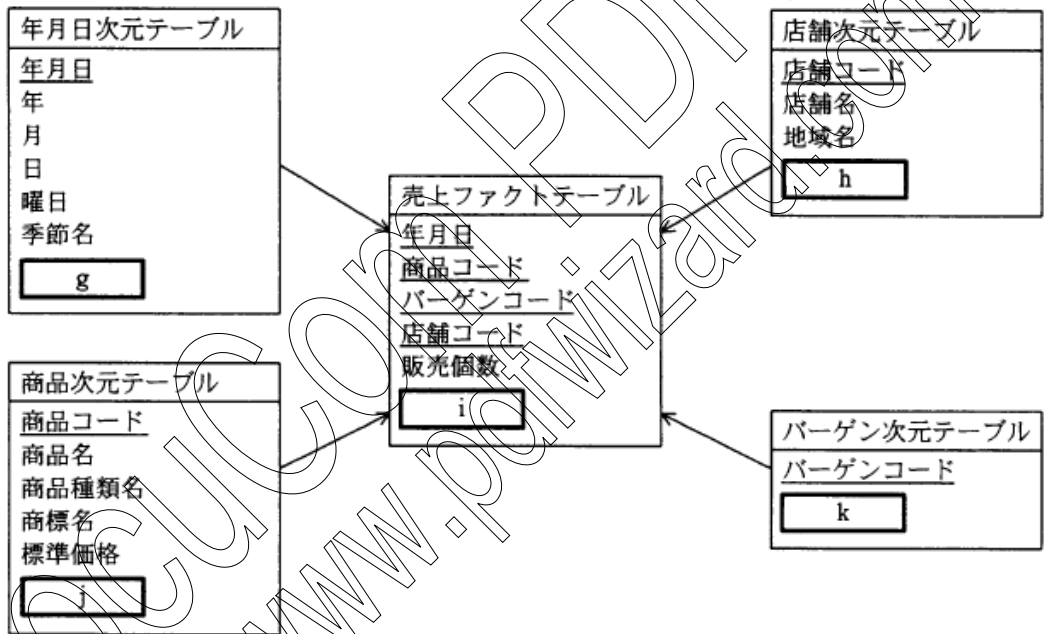 年月日次元テーブル
年月日
年
月
日
曜日
季節名
g
店舗次元テーブル
店舗コード
店舗名
地域名
h
売上ファクトテーブル
年月日
商品コード
バーゲンコード
店舗コード
販売個数
i
商品次元テーブル
商品コード
商品名
商品種類名
商標名
標準価格
j
バーゲン次元テーブル
バーゲンコード
k
www.pdfwizard.com